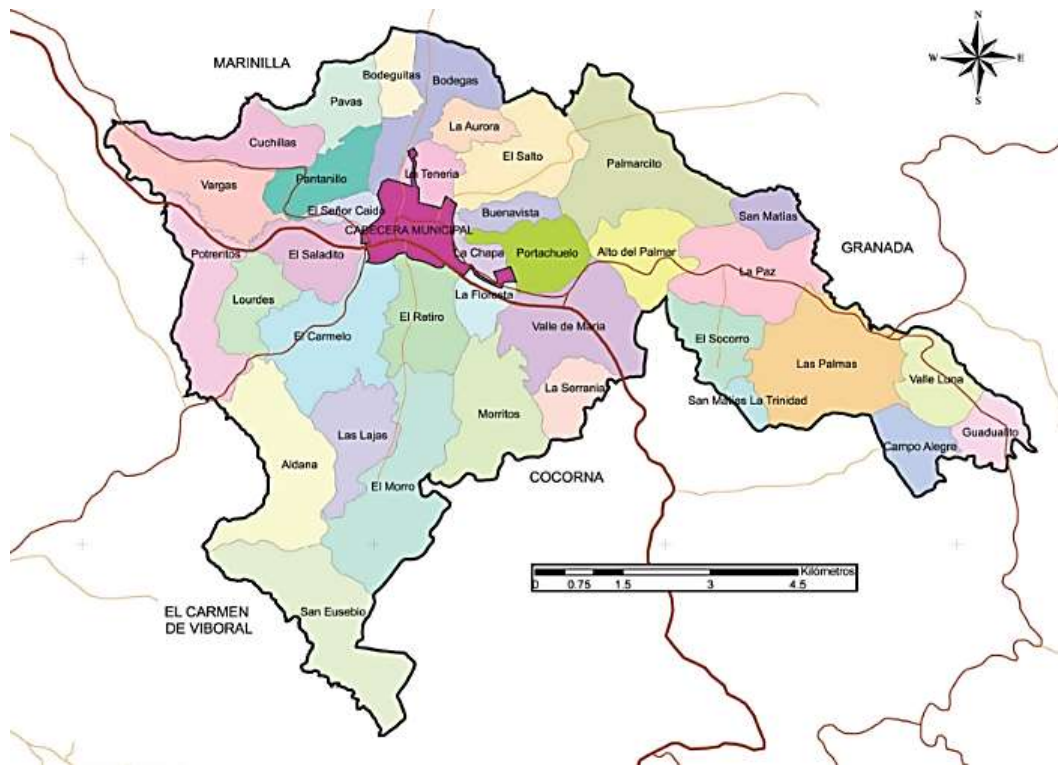 N
W
E
S
MARINILLA
Bodeguitas
Bodegas
Pavas
La Aurora
Cuchillas
El Salto
Palmarcito
Vargas
Pantanillo
La Teneria
El Señor Caido
Buenavista
San Matías
CABECERA MUNICIPAL
GRANADA
Potreritos
El Saladito
La Chapa
Portachuelo
Alto del Palmar
La Paz
Lourdes
La Floresta
El Carmelo
El Retiro
Valle de María
El Socorro
Las Palmas
Valle Luna
La Serranía
San Matías La Trinidad
Morritos
Las Lajas
Guadualito
Campo Alegre
Aldana
El Morro
COCORNA
Kilómetros
0 0.75 1.5 3 4.5
San Eusebio
EL CARMEN
DE VIBORAL